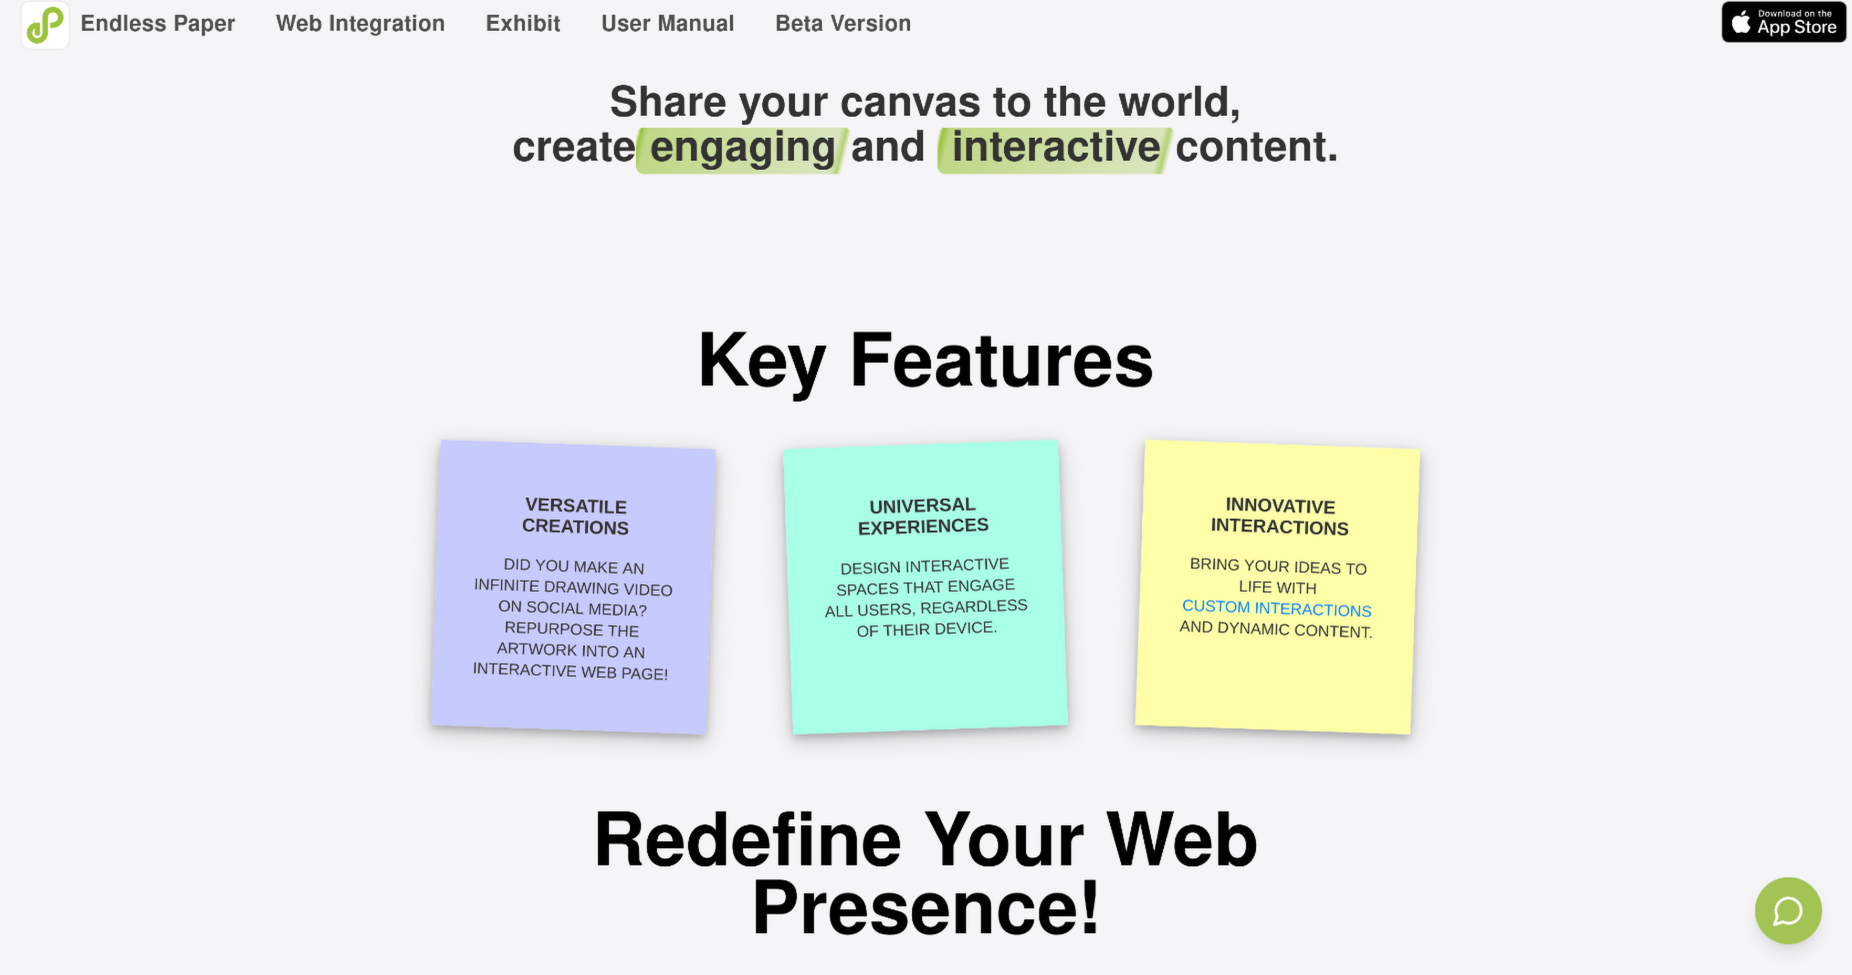 Endless Paper Web Integration Exhibit User Manual Beta Version
Download on the
App Store
Share your canvas to the world,
create engaging and interactive content.
Key Features
VERSATILE
CREATIONS
DID YOU MAKE AN
INFINITE DRAWING VIDEO
ON SOCIAL MEDIA?
REPURPOSE THE
ARTWORK INTO AN
INTERACTIVE WEB PAGE!
UNIVERSAL
EXPERIENCES
DESIGN INTERACTIVE
SPACES THAT ENGAGE
ALL USERS, REGARDLESS
OF THEIR DEVICE.
INNOVATIVE
INTERACTIONS
BRING YOUR IDEAS TO
LIFE WITH
CUSTOM INTERACTIONS
AND DYNAMIC CONTENT.
Redefine Your Web
Presence!